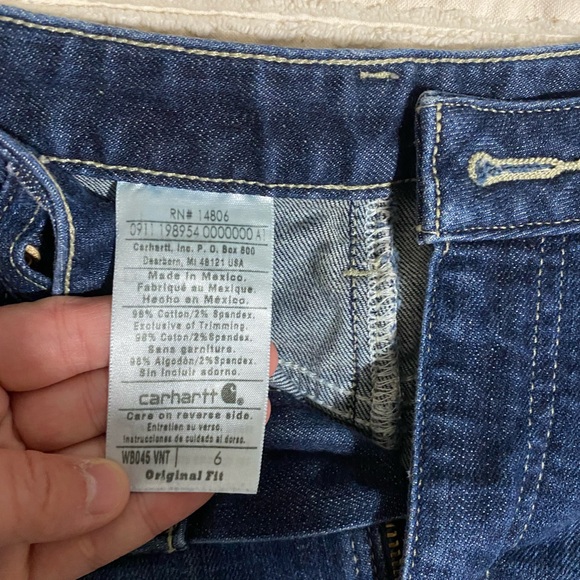 RN# 14806
0911 198954 0000000 A1
Carhartt, Inc. P. O. Box 600
Dearborn, MI 48121 USA
Made in Mexico.
Fabriqué au Mexique.
Hecho en México.
98% Cotton/2% Spandex.
Exclusive of Trimming.
98% Coton/2% Spandex.
Sans garniture.
98% Algodón/2% Spandex.
Sin incluir adorno.
carhartt
Care on reverse side.
Entretien au verso.
Instrucciones de cuidado al dorso.
WB045 VNT 6
Original Fit